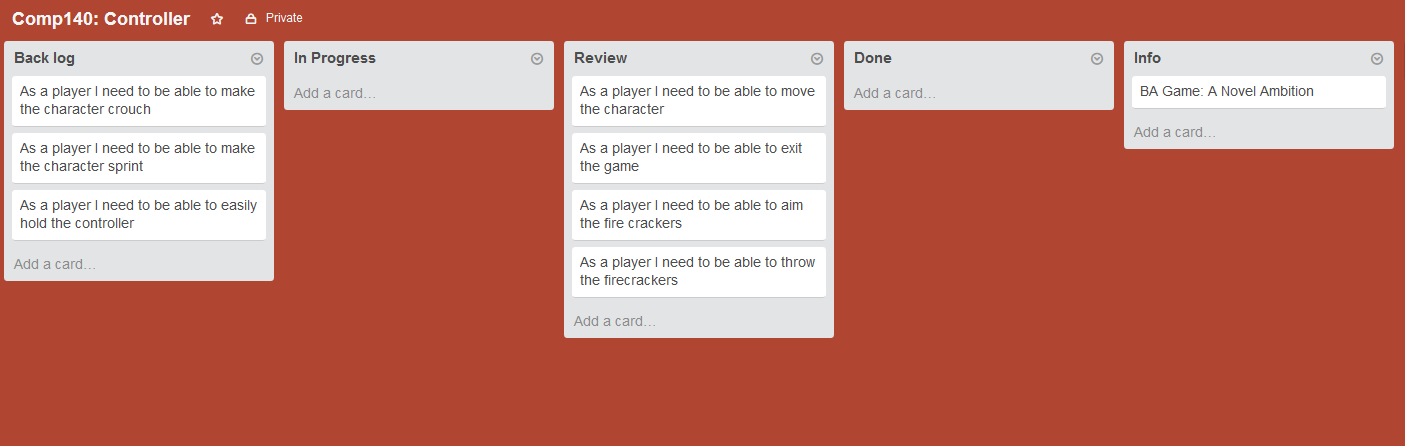 Comp140: Controller Private
Back log
As a player I need to be able to make
the character crouch
As a player I need to be able to make
the character sprint
As a player I need to be able to easily
hold the controller
Add a card...
In Progress
Add a card...
Review
As a player I need to be able to move
the character
As a player I need to be able to exit
the game
As a player I need to be able to aim
the fire crackers
As a player I need to be able to throw
the firecrackers
Add a card...
Done
Add a card...
Info
BA Game: A Novel Ambition
Add a card...